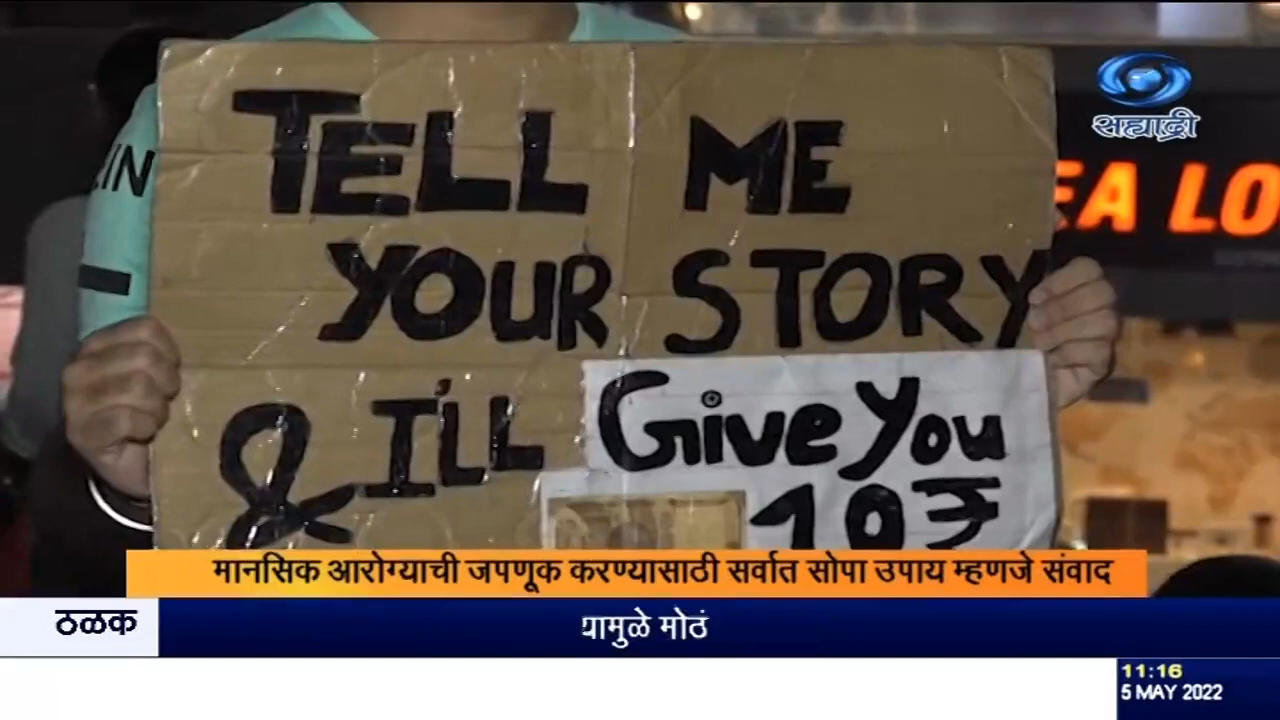 सह्याद्री
IN
EA LO
TELL ME
YOUR STORY
& I'LL Give You
10₹
मानसिक आरोग्याची जपणूक करण्यासाठी सर्वात सोपा उपाय म्हणजे संवाद
ठळक
यामुळे मोठं
11:16
5 MAY 2022